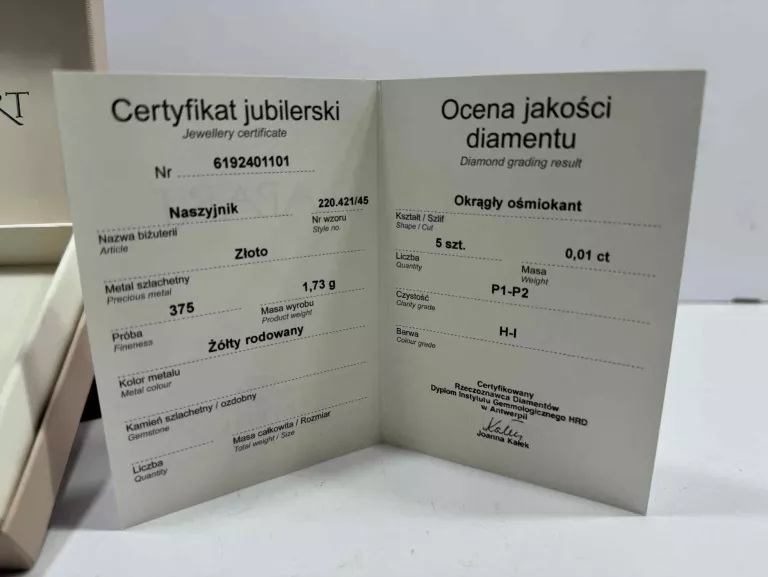 RT
Certyfikat jubilerski
Jewellery certificate
Nr 6192401101
Naszyjnik 220.421/45
Nazwa biżuterii Nr wzoru
Article Style no.
Złoto
Metal szlachetny
Precious metal
375 1,73 g
Próba Masa wyrobu
Fineness Product weight
Żółty rodowany
Kolor metalu
Metal colour
Kamień szlachetny / ozdobny
Gemstone
Liczba Masa całkowita / Rozmiar
Quantity Total weight / Size
Ocena jakości
diamentu
Diamond grading result
Okrągły ośmiokant
Kształt / Szlif
Shape / Cut
5 szt. 0,01 ct
Liczba Masa
Quantity Weight
P1-P2
Czystość
Clarity grade
H-I
Barwa
Colour grade
Certyfikowany
Rzeczoznawca Diamentów
Dyplom Instytutu Gemmologicznego HRD
w Antwerpii
Joanna Kałek